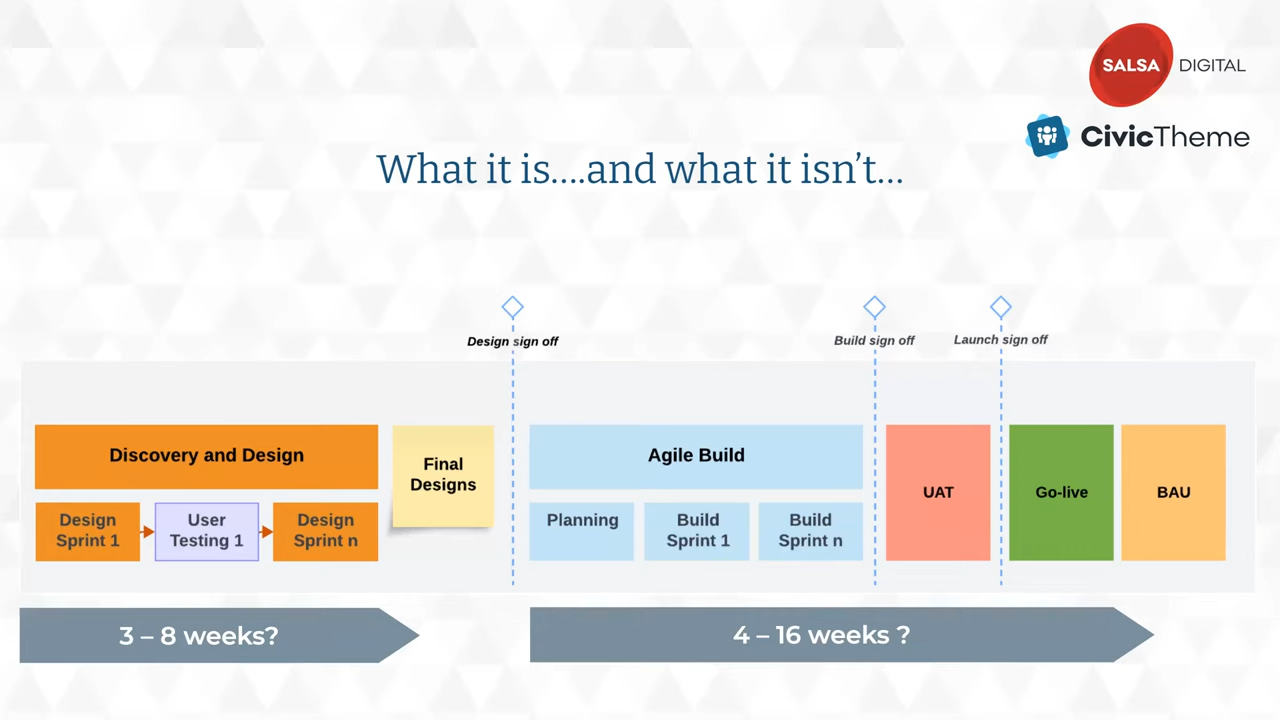 SALSA DIGITAL
CivicTheme
What it is....and what it isn’t...
Design sign off
Build sign off
Launch sign off
Discovery and Design
Design
Sprint 1
User
Testing 1
Design
Sprint n
Final
Designs
Agile Build
Planning
Build
Sprint 1
Build
Sprint n
UAT
Go-live
BAU
3 – 8 weeks?
4 – 16 weeks ?